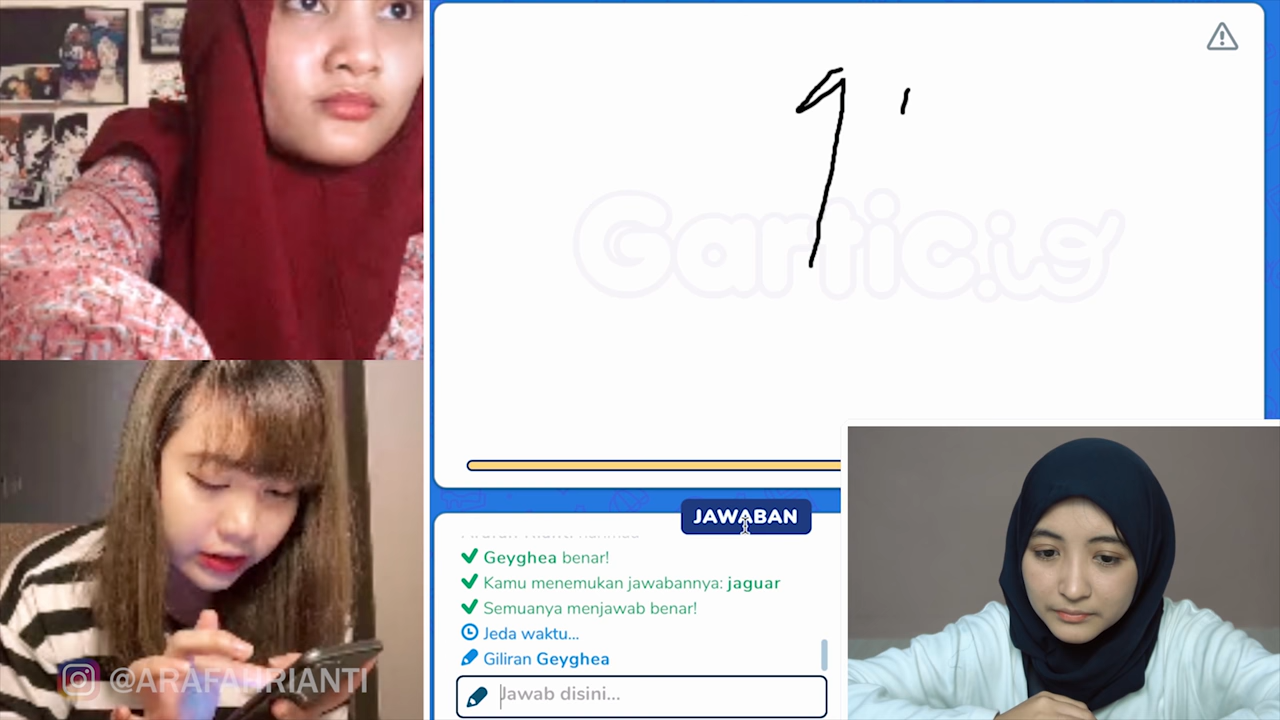 Gartic.io
JAWABAN
Geyghea benar!
Kamu menemukan jawabannya: jaguar
Semuanya menjawab benar!
Jeda waktu...
Giliran Geyghea
Jawab disini...
@ARAFAHRIANTI